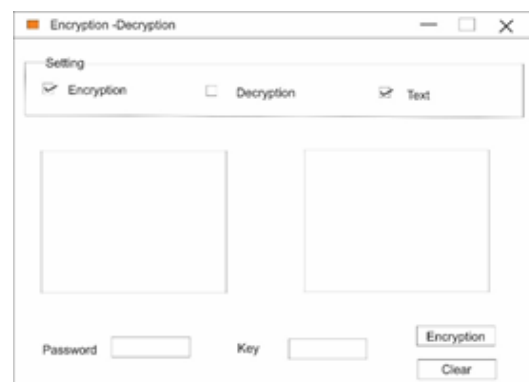 Encryption -Decryption
Setting
Encryption Decryption Text
Password Key Encryption
Clear